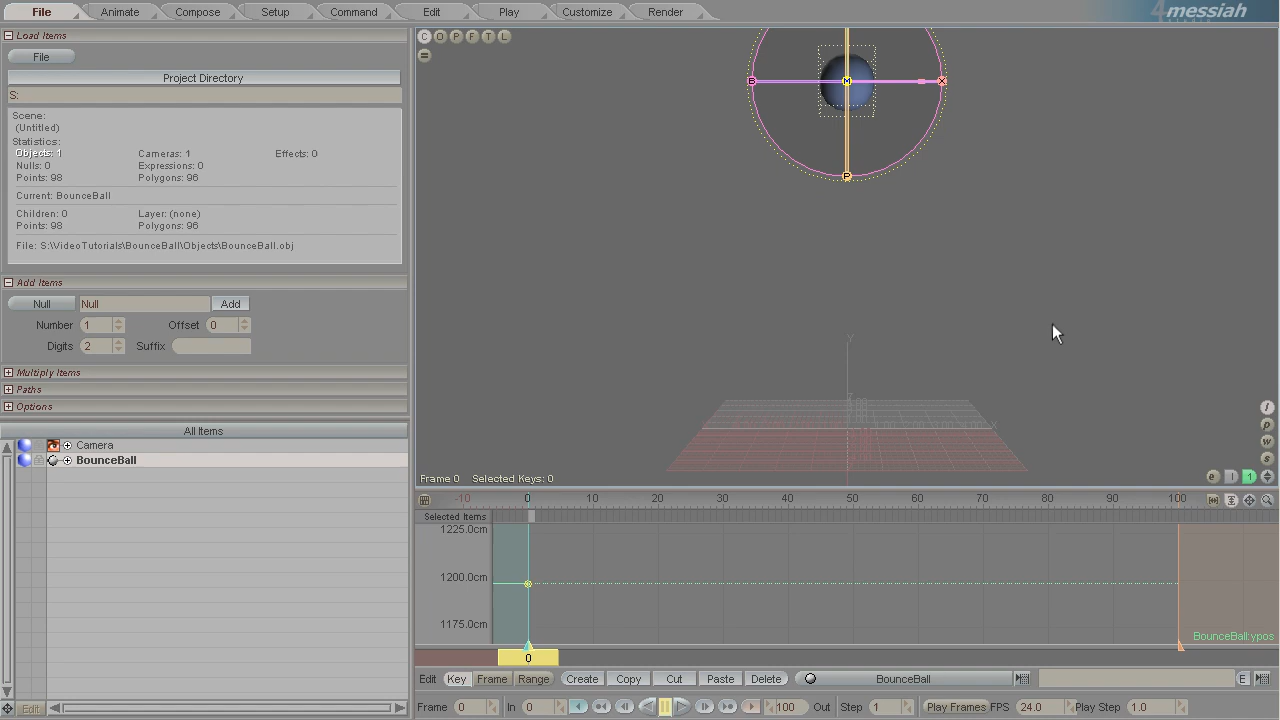 File Animate Compose Setup Command Edit Play Customize Render
4messiah
Load Items
File
Project Directory
S:
Scene:
(Untitled)
Statistics:
Objects: 1 Cameras: 1 Effects: 0
Nulls: 0 Expressions: 0
Points: 98 Polygons: 96
Current: BounceBall
Children: 0 Layer: (none)
Points: 98 Polygons: 96
File: S:\VideoTutorials\BounceBall\Objects\BounceBall.obj
Add Items
Null Null Add
Number 1 Offset 0
Digits 2 Suffix
Multiply Items
Paths
Options
All Items
Camera
BounceBall
Edit
C O P F T L
B M X
P
Y
X
l
p
w
s
e l 1
Frame 0 Selected Keys: 0
-10 0 10 20 30 40 50 60 70 80 90 100
Selected Items
1225.0cm
1200.0cm
1175.0cm
BounceBall:ypos
0
Edit Key Frame Range Create Copy Cut Paste Delete BounceBall E
Frame 0 In 0 100 Out Step 1 Play Frames FPS 24.0 Play Step 1.0